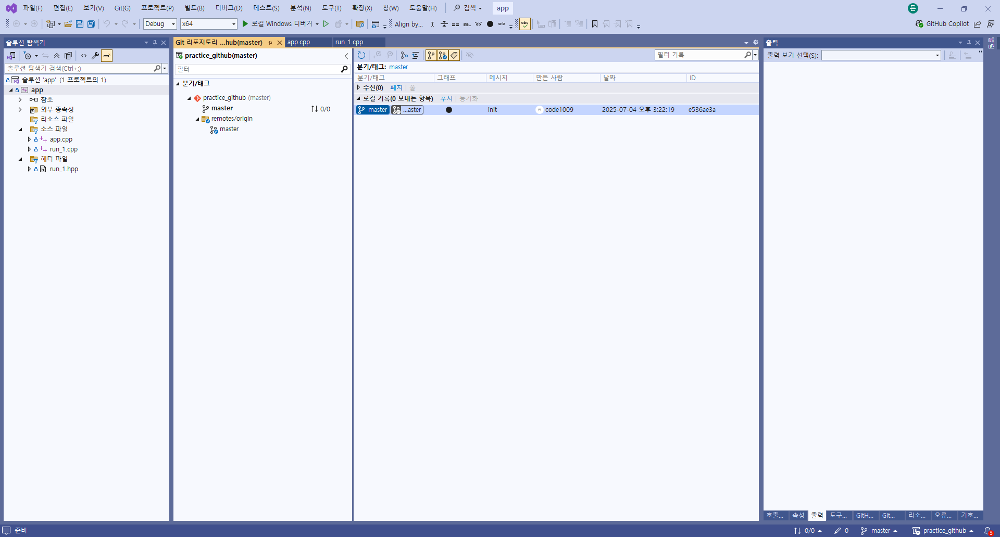 파일(F) 편집(E) 보기(V) Git(G) 프로젝트(P) 빌드(B) 디버그(D) 테스트(S) 분석(N) 도구(T) 확장(X) 창(W) 도움말(H) 검색 app
Debug x64 로컬 Windows 디버거 Align by... GitHub Copilot
솔루션 탐색기
솔루션 탐색기 검색(Ctrl+;)
솔루션 'app' (1 프로젝트의 1)
app
참조
외부 종속성
리소스 파일
소스 파일
app.cpp
run_1.cpp
헤더 파일
run_1.hpp
Git 리포지토리 ...hub(master) app.cpp run_1.cpp
practice_github(master)
필터
분기/태그
practice_github (master)
master 0/0
remotes/origin
master
필터 기록
분기/태그: master
분기/태그 그래프 메시지 만든 사람 날짜 ID
수신(0) 페치 | 풀
로컬 기록(0 보내는 항목) 푸시 | 동기화
master ...aster init code1009 2025-07-04 오후 3:22:19 e536ae3a
출력
출력 보기 선택(S):
알림
호출... 속성 출력 도구... GitH... Git... 리소... 오류... 기호...
준비 0/0 0 master practice_github 3